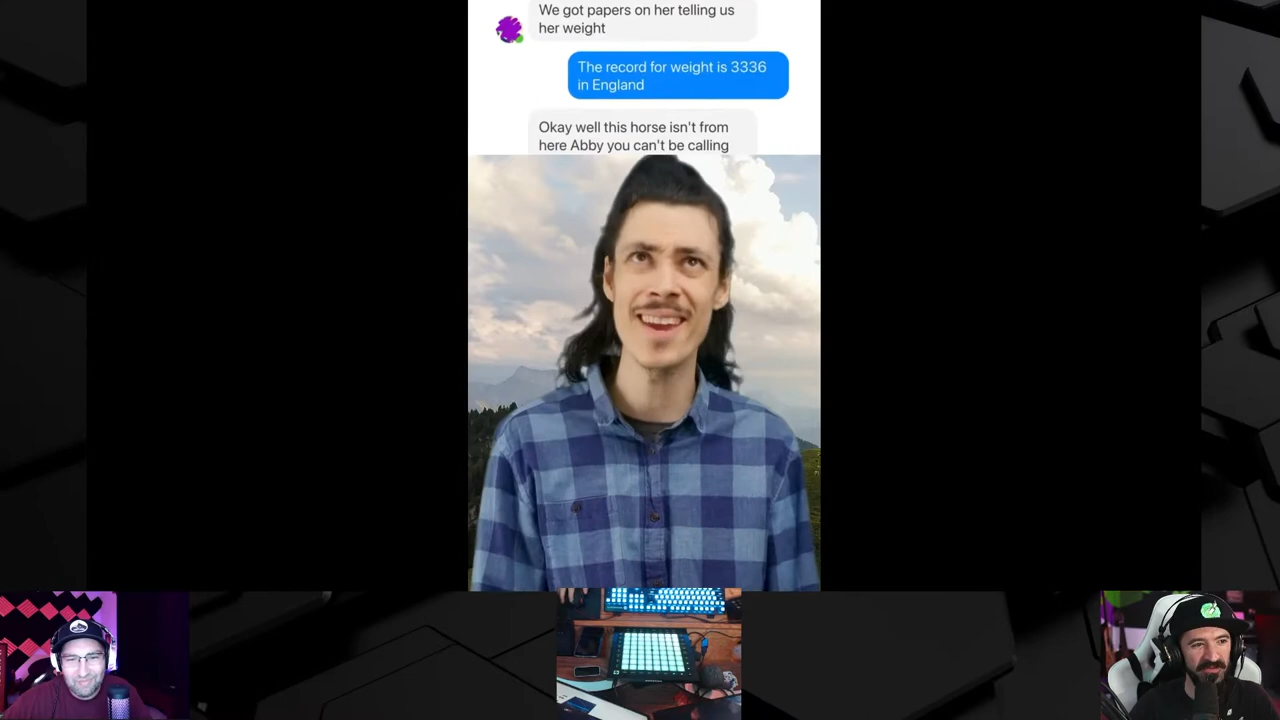 We got papers on her telling us
her weight
The record for weight is 3336
in England
Okay well this horse isn't from
here Abby you can't be calling